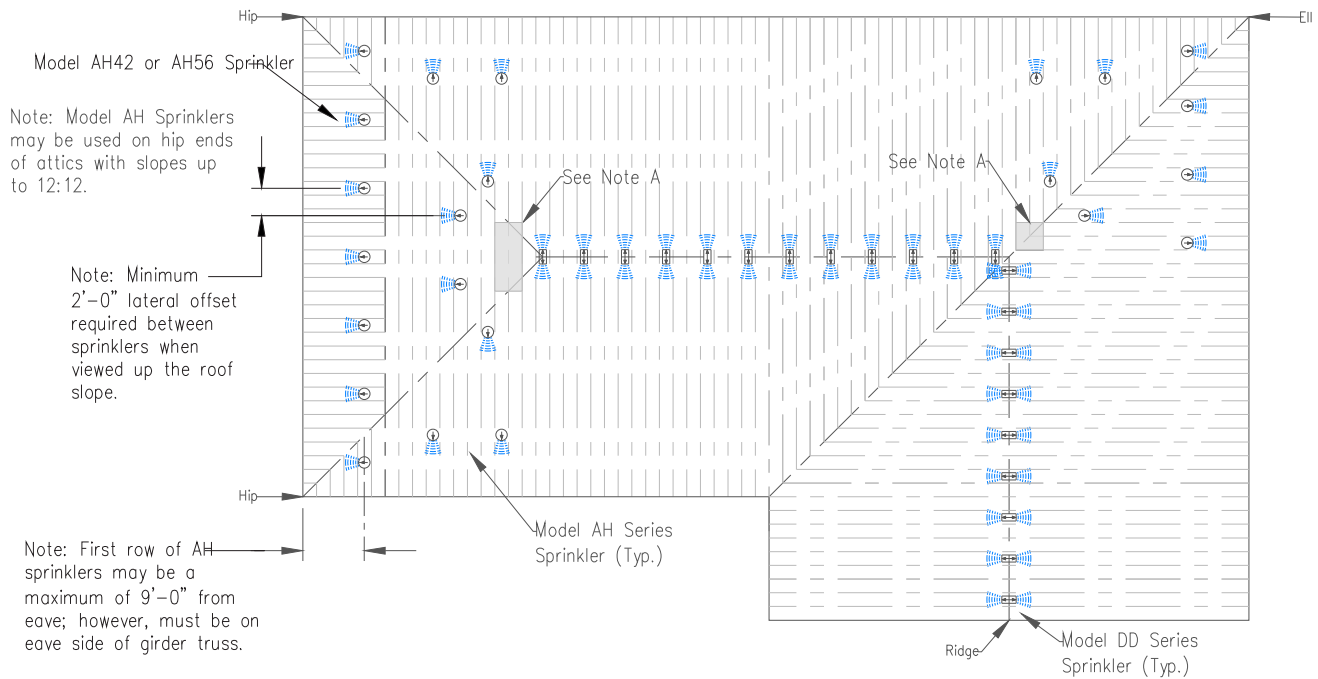 Hip
Ell
Model AH42 or AH56 Sprinkler
Note: Model AH Sprinklers
may be used on hip ends
of attics with slopes up
to 12:12.
See Note A
See Note A
Note: Minimum
2'-0" lateral offset
required between
sprinklers when
viewed up the roof
slope.
Hip
Model AH Series
Sprinkler (Typ.)
Note: First row of AH
sprinklers may be a
maximum of 9'-0" from
eave; however, must be on
eave side of girder truss.
Ridge
Model DD Series
Sprinkler (Typ.)